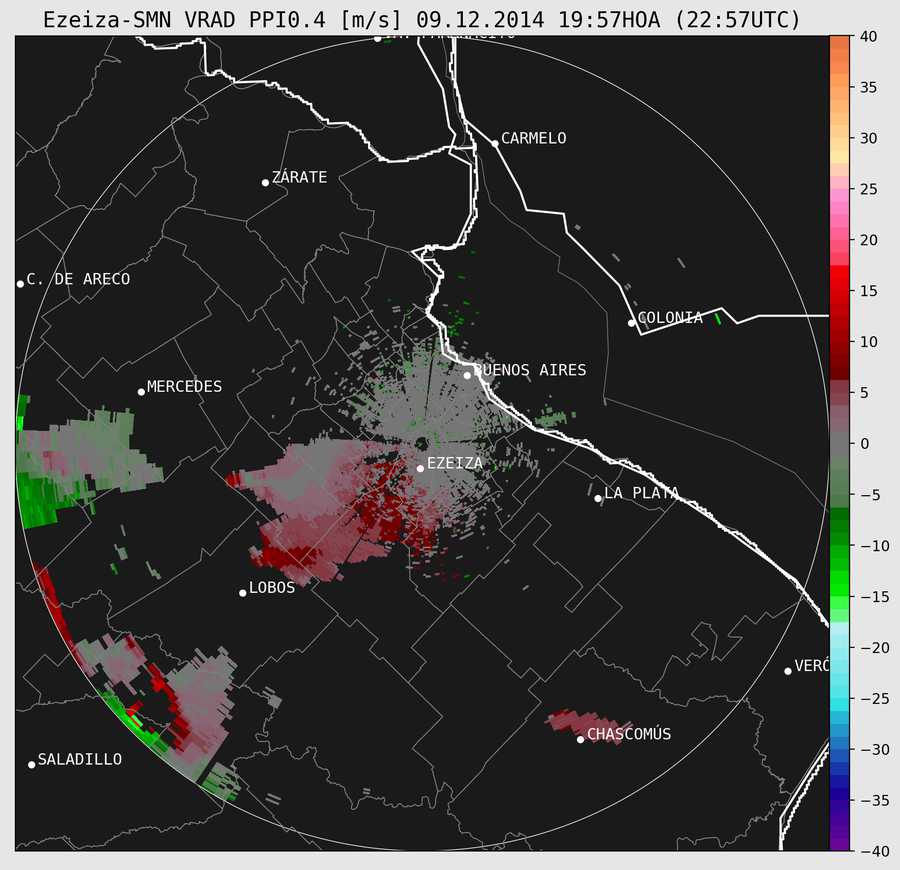 Ezeiza-SMN VRAD PPI0.4 [m/s] 09.12.2014 19:57HOA (22:57UTC)
CARMELO
ZÁRATE
C. DE ARECO
COLONIA
BUENOS AIRES
MERCEDES
EZEIZA
LA PLATA
LOBOS
VERÓ
CHASCOMÚS
SALADILLO
40
35
30
25
20
15
10
5
0
−5
−10
−15
−20
−25
−30
−35
−40